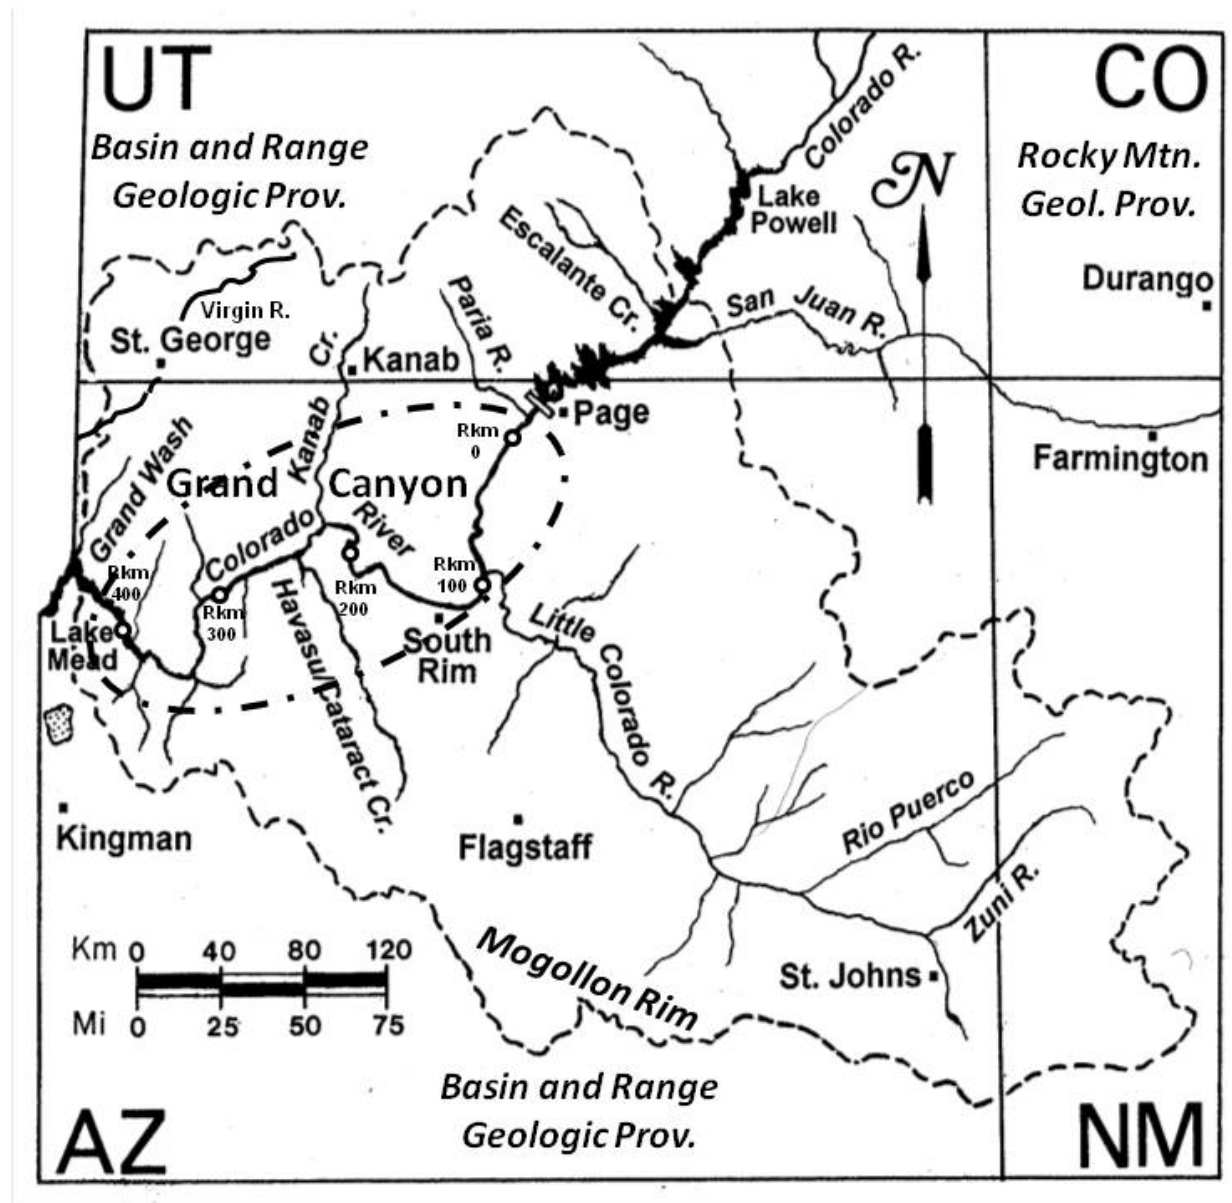 UT
CO
Basin and Range
Geologic Prov.
Rocky Mtn.
Geol. Prov.
Colorado R.
N
Lake
Powell
Escalante Cr.
Durango
San Juan R.
Virgin R.
Paria R.
St. George
Kanab Cr.
Kanab
Page
Rkm
0
Farmington
Grand Wash
Grand Canyon
Colorado River
Rkm
400
Rkm
300
Rkm
200
Rkm
100
Lake
Mead
South
Rim
Havasu/Cataract Cr.
Little Colorado R.
Kingman
Flagstaff
Rio Puerco
Zuni R.
St. Johns
Mogollon Rim
Km 0 40 80 120
Mi 0 25 50 75
Basin and Range
Geologic Prov.
AZ
NM